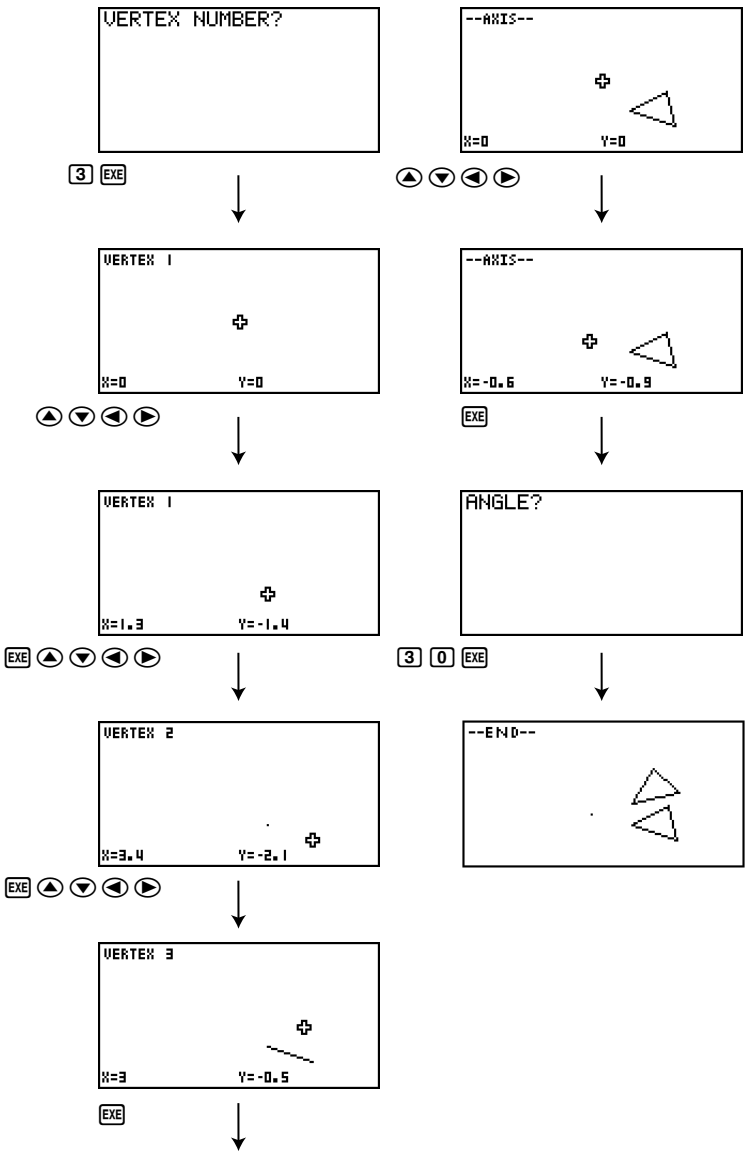 VERTEX NUMBER?
3 EXE
VERTEX 1
X=0 Y=0
VERTEX 1
X=1.3 Y=-1.4
EXE
VERTEX 2
X=3.4 Y=-2.1
EXE
VERTEX 3
X=3 Y=-0.5
EXE
--AXIS--
X=0 Y=0
--AXIS--
X=-0.6 Y=-0.9
EXE
ANGLE?
3 0 EXE
--END--